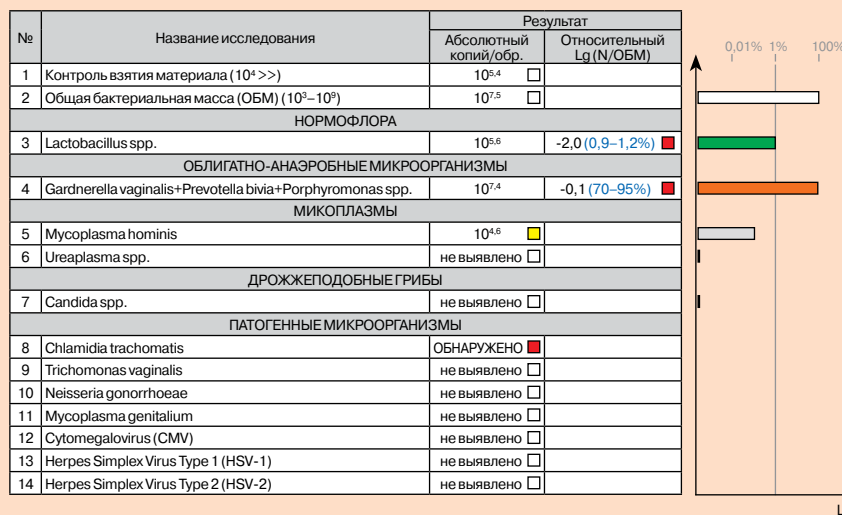 № Название исследования Результат
Абсолютный копий/обр. Относительный Lg (N/ОБМ)
0,01% 1% 100%
1 Контроль взятия материала (10⁴ >>) 10⁵,⁴
2 Общая бактериальная масса (ОБМ) (10³–10⁹) 10⁷,⁵
НОРМОФЛОРА
3 Lactobacillus spp. 10⁵,⁶ -2,0 (0,9–1,2%)
ОБЛИГАТНО-АНАЭРОБНЫЕ МИКРООРГАНИЗМЫ
4 Gardnerella vaginalis+Prevotella bivia+Porphyromonas spp. 10⁷,⁴ -0,1 (70–95%)
МИКОПЛАЗМЫ
5 Mycoplasma hominis 10⁴,⁶
6 Ureaplasma spp. не выявлено
ДРОЖЖЕПОДОБНЫЕ ГРИБЫ
7 Candida spp. не выявлено
ПАТОГЕННЫЕ МИКРООРГАНИЗМЫ
8 Chlamidia trachomatis ОБНАРУЖЕНО
9 Trichomonas vaginalis не выявлено
10 Neisseria gonorrhoeae не выявлено
11 Mycoplasma genitalium не выявлено
12 Cytomegalovirus (CMV) не выявлено
13 Herpes Simplex Virus Type 1 (HSV-1) не выявлено
14 Herpes Simplex Virus Type 2 (HSV-2) не выявлено
L